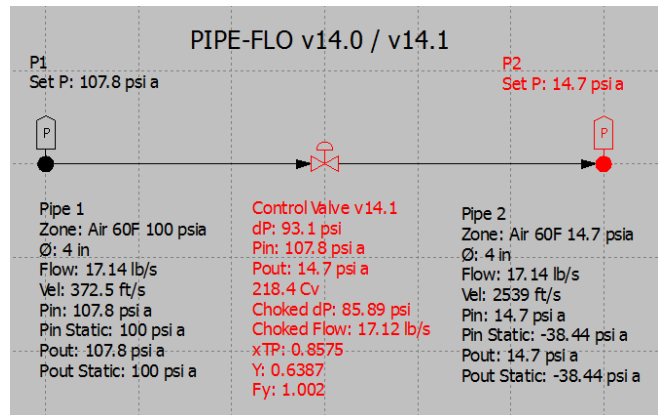 PIPE-FLO v14.0 / v14.1
P1
Set P: 107.8 psi a
P2
Set P: 14.7 psi a
P
P
Pipe 1
Zone: Air 60F 100 psia
Ø: 4 in
Flow: 17.14 lb/s
Vel: 372.5 ft/s
Pin: 107.8 psi a
Pin Static: 100 psi a
Pout: 107.8 psi a
Pout Static: 100 psi a
Control Valve v14.1
dP: 93.1 psi
Pin: 107.8 psi a
Pout: 14.7 psi a
218.4 Cv
Choked dP: 85.89 psi
Choked Flow: 17.12 lb/s
xTP: 0.8575
Y: 0.6387
Fy: 1.002
Pipe 2
Zone: Air 60F 14.7 psia
Ø: 4 in
Flow: 17.14 lb/s
Vel: 2539 ft/s
Pin: 14.7 psi a
Pin Static: -38.44 psi a
Pout: 14.7 psi a
Pout Static: -38.44 psi a